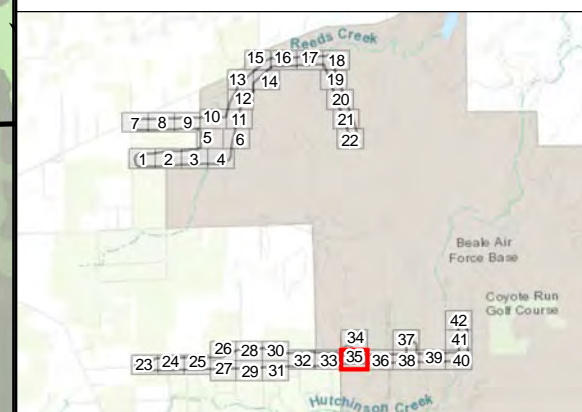 Reeds Creek
15 16 17 18
13 14 19
12 20
7 8 9 10 11 21
5 6 22
1 2 3 4
Beale Air
Force Base
Coyote Run
Golf Course
42
34 37 41
26 28 30
23 24 25 27 29 31 32 33 35 36 38 39 40
Hutchinson Creek